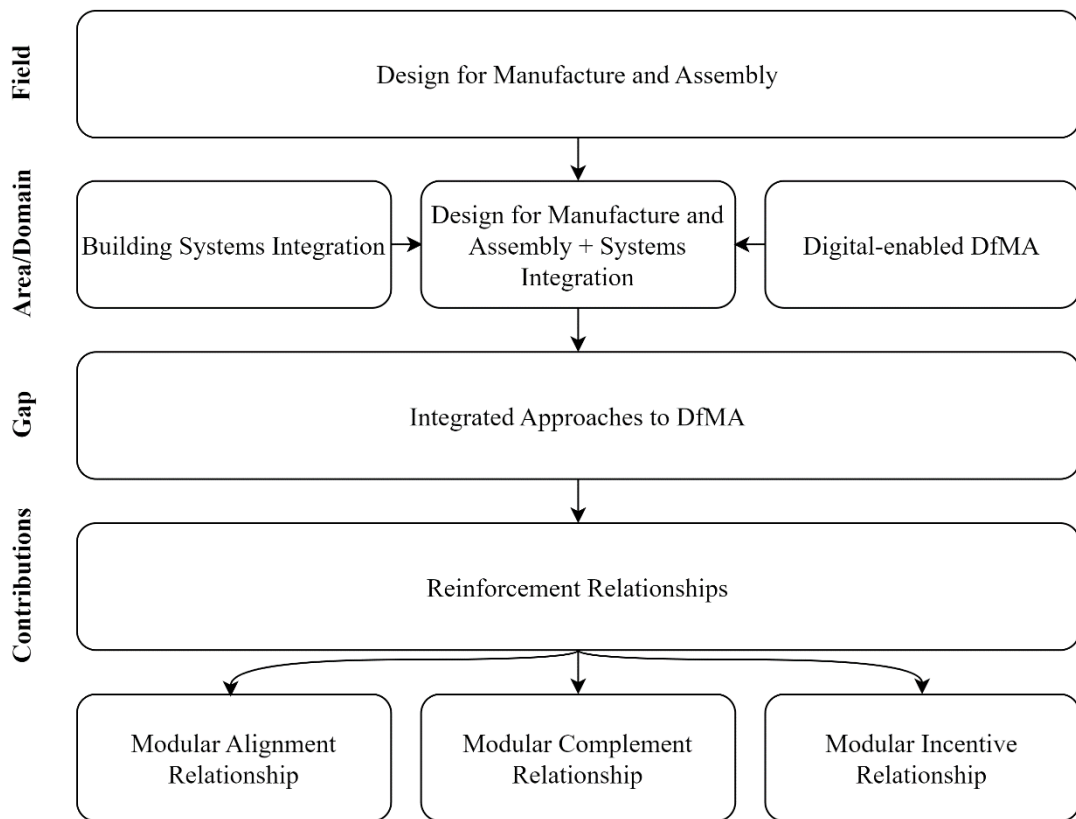 Field
Design for Manufacture and Assembly
Area/Domain
Building Systems Integration
Design for Manufacture and
Assembly + Systems
Integration
Digital-enabled DfMA
Gap
Integrated Approaches to DfMA
Contributions
Reinforcement Relationships
Modular Alignment
Relationship
Modular Complement
Relationship
Modular Incentive
Relationship